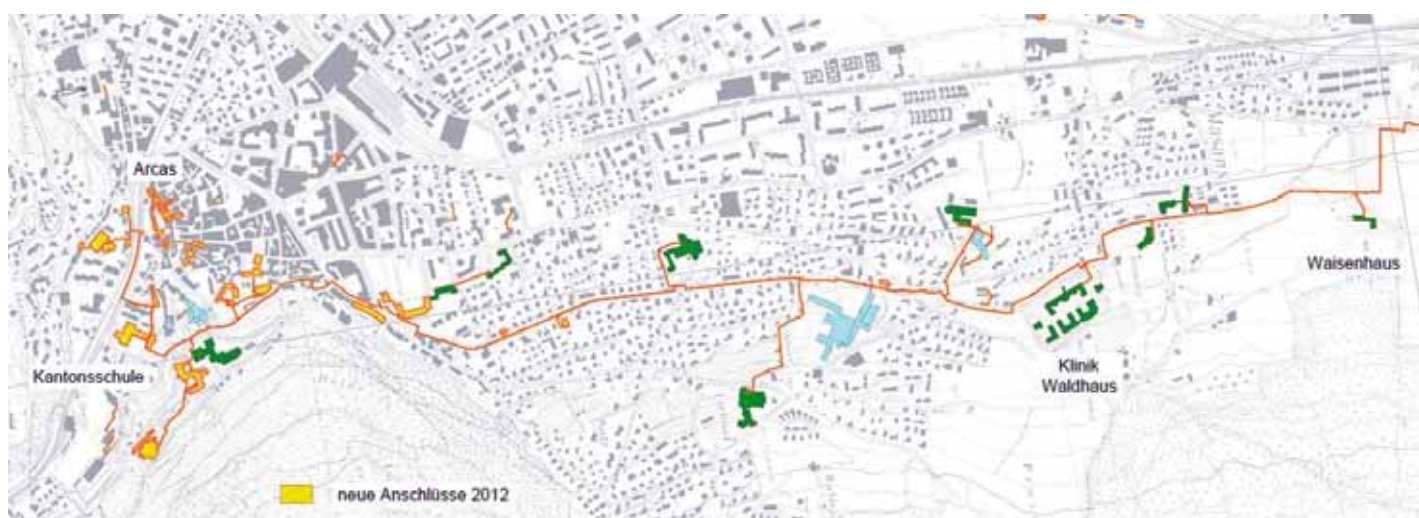 Arcas
Waisenhaus
Kantonsschule
Klinik
Waldhaus
neue Anschlüsse 2012